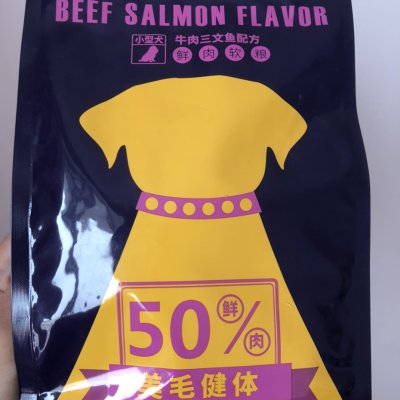 BEEF SALMON FLAVOR
小型犬
牛肉三文鱼配方
鲜肉软粮
50%
鲜肉
美毛健体